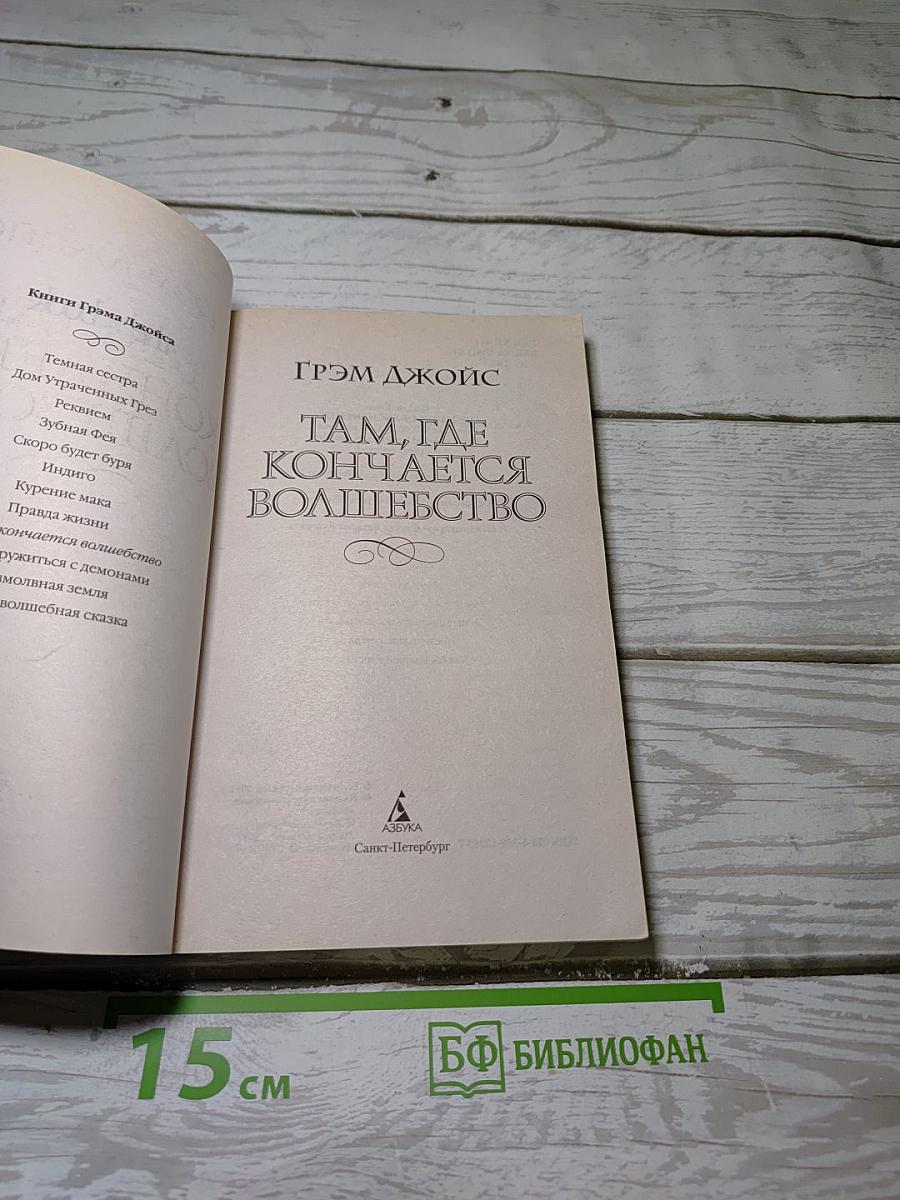 Книги Грэма Джойса
Темная сестра
Дом Утраченных Грез
Реквием
Зубная Фея
Скоро будет буря
Индиго
Курение мака
Правда жизни
кончается волшебство
с демонами
земля
волшебная сказка
ГРЭМ ДЖОЙС
ТАМ, ГДЕ
КОНЧАЕТСЯ
ВОЛШЕБСТВО
АЗБУКА
Санкт-Петербург
15 см
БФ БИБЛИОФАН